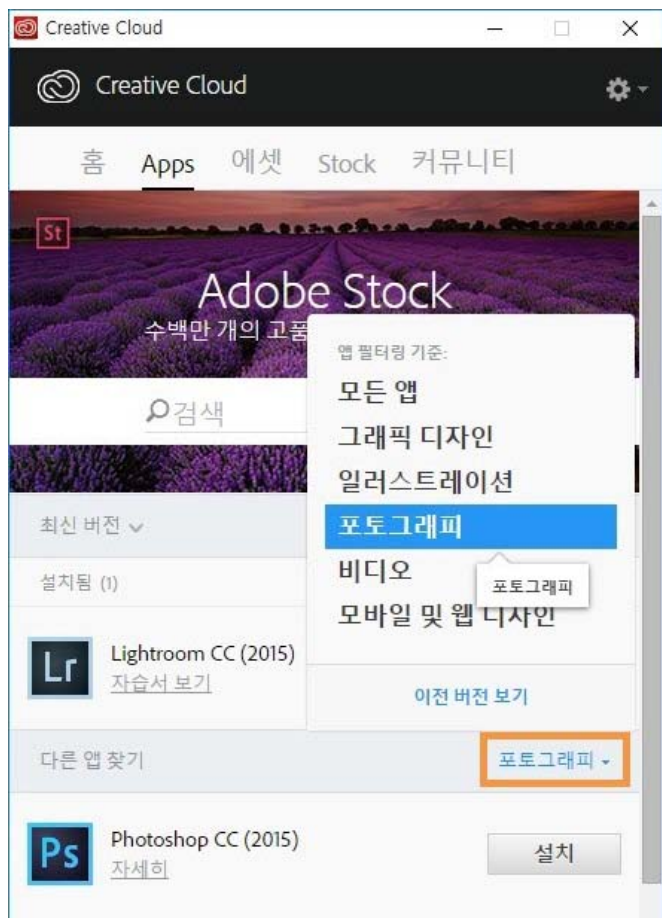 Creative Cloud
Creative Cloud
홈 Apps 에셋 Stock 커뮤니티
St
Adobe Stock
수백만 개의 고품
검색
앱 필터링 기준:
모든 앱
그래픽 디자인
일러스트레이션
포토그래피
비디오
포토그래피
모바일 및 웹 디자인
이전 버전 보기
최신 버전
설치됨 (1)
Lr
Lightroom CC (2015)
자습서 보기
다른 앱 찾기 포토그래피
Ps
Photoshop CC (2015)
자세히
설치